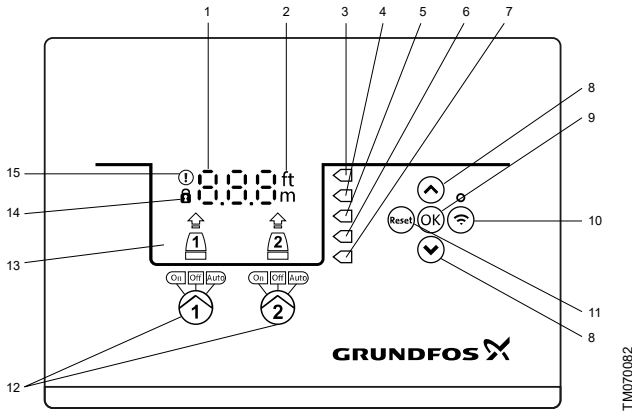 1 2 3 4 5 6 7
8
9
15 8.8.8 ft
14 m
10
Reset OK
13 1 2
On Off Auto On Off Auto
11
1 2
8
12
GRUNDFOS
TM070082